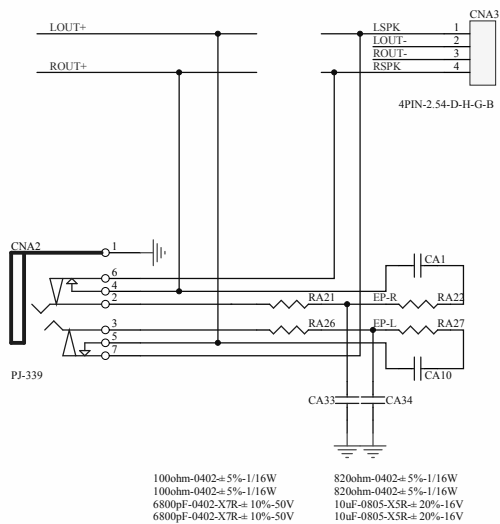 CNA3
LOUT+
LSPK 1
LOUT- 2
ROUT- 3
ROUT+
RSPK 4
4PIN-2.54-D-H-G-B
CNA2
1
6
4
2
3
5
7
PJ-339
CA1
RA21
EP-R
RA22
RA26
EP-L
RA27
CA10
CA33
CA34
100ohm-0402-±5%-1/16W
100ohm-0402-±5%-1/16W
6800pF-0402-X7R-±10%-50V
6800pF-0402-X7R-±10%-50V
820ohm-0402-±5%-1/16W
820ohm-0402-±5%-1/16W
10uF-0805-X5R-±20%-16V
10uF-0805-X5R-±20%-16V